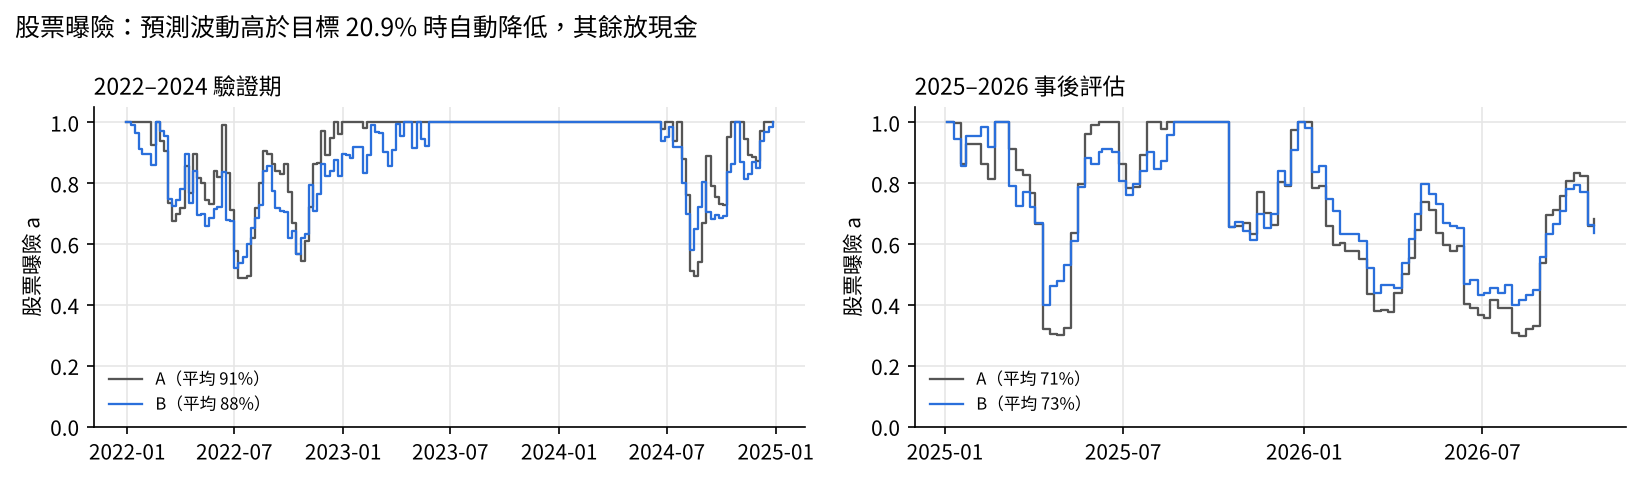 股票曝險：預測波動高於目標 20.9% 時自動降低，其餘放現金
2022–2024 驗證期
股票曝險 a
1.0
0.8
0.6
0.4
0.2
0.0
A（平均 91%）
B（平均 88%）
2022-01
2022-07
2023-01
2023-07
2024-01
2024-07
2025-01
2025–2026 事後評估
股票曝險 a
1.0
0.8
0.6
0.4
0.2
0.0
A（平均 71%）
B（平均 73%）
2025-01
2025-07
2026-01
2026-07